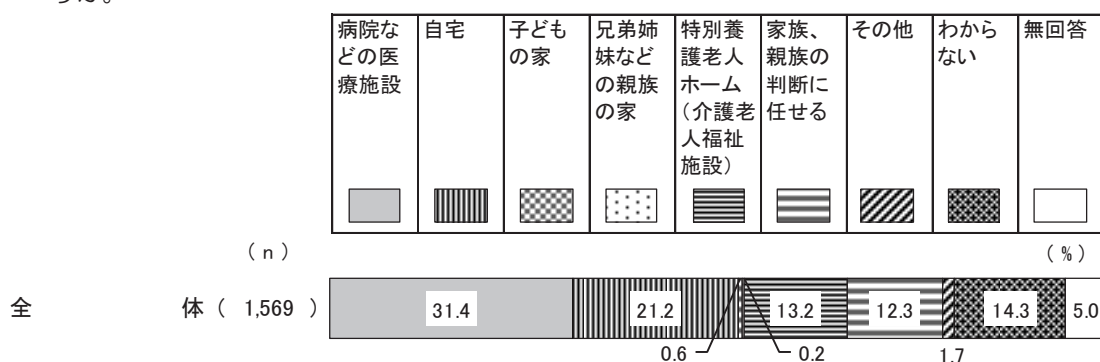 病院などの医療施設
自宅
子どもの家
兄弟姉妹などの親族の家
特別養護老人ホーム（介護老人福祉施設）
家族、親族の判断に任せる
その他
わからない
無回答
（ｎ） （％）
全 体（ 1,569 ） 31.4 21.2 13.2 12.3 14.3 5.0
0.6 0.2 1.7